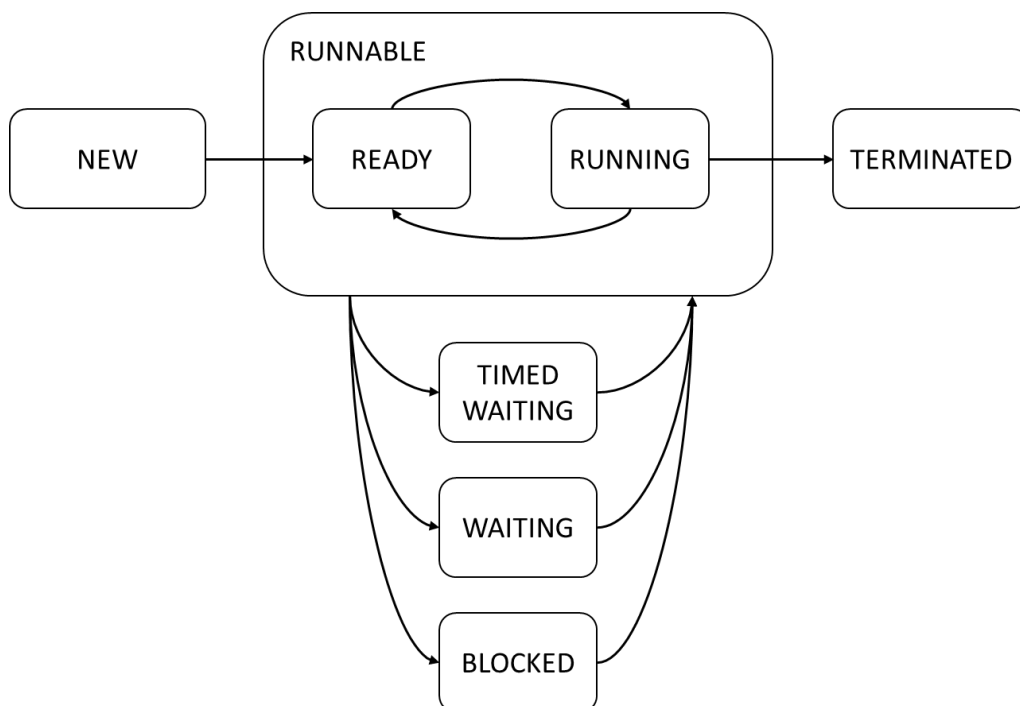 RUNNABLE
NEW
READY
RUNNING
TERMINATED
TIMED
WAITING
WAITING
BLOCKED